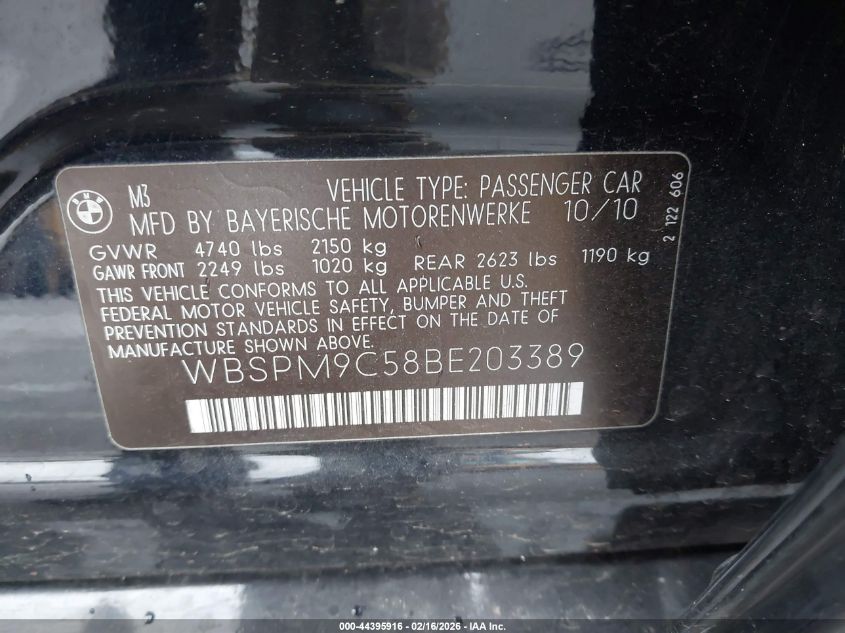 M3 VEHICLE TYPE: PASSENGER CAR
BMW MFD BY BAYERISCHE MOTORENWERKE 10/10
GVWR 4740 lbs 2150 kg
GAWR FRONT 2249 lbs 1020 kg REAR 2623 lbs 1190 kg
THIS VEHICLE CONFORMS TO ALL APPLICABLE U.S.
FEDERAL MOTOR VEHICLE SAFETY, BUMPER AND THEFT
PREVENTION STANDARDS IN EFFECT ON THE DATE OF
MANUFACTURE SHOWN ABOVE.
WBSPM9C58BE203389
2 122 606
000-44395916 - 02/16/2026 - IAA Inc.